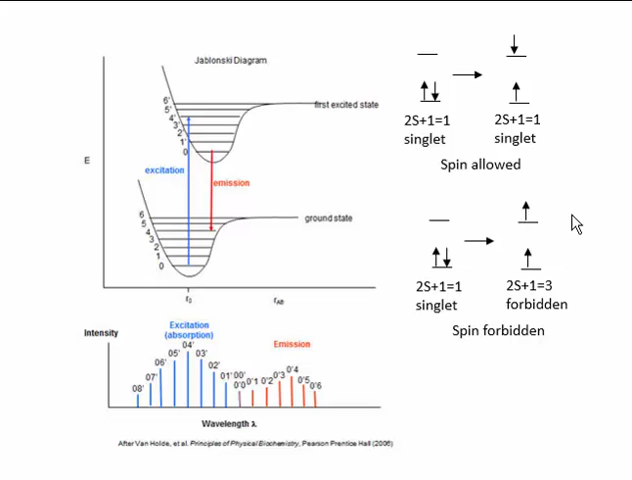 Jablonski Diagram
E
6'
5'
4'
3'
2'
1'
0
first excited state
excitation
emission
6
5
4
3
2
1
0
ground state
r₀
rAB
Intensity
Excitation
(absorption)
Emission
08'
07'
06'
05'
04'
03'
02'
01'
00'
0'0
0'1
0'2
0'3
0'4
0'5
0'6
Wavelength λ
After Van Holde, et al. Principles of Physical Biochemistry, Pearson Prentice Hall (2006)
2S+1=1
singlet
2S+1=1
singlet
Spin allowed
2S+1=1
singlet
2S+1=3
forbidden
Spin forbidden